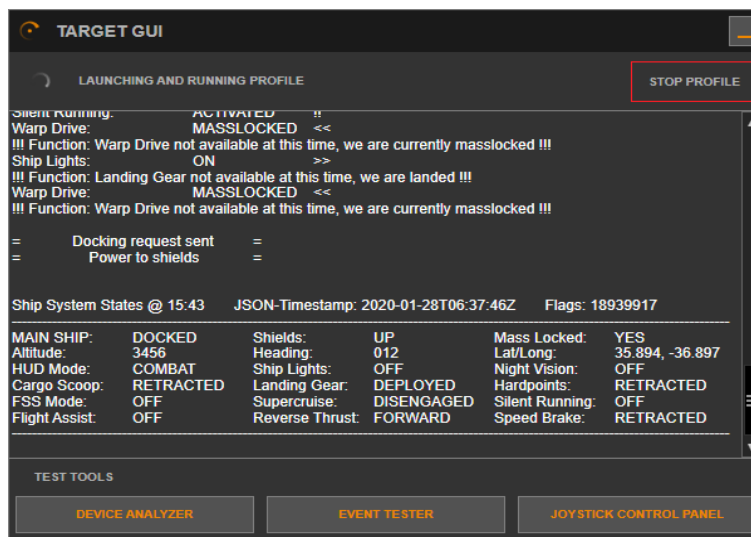 TARGET GUI
LAUNCHING AND RUNNING PROFILE
STOP PROFILE
Silent Running: ACTIVATED !!
Warp Drive: MASSLOCKED <<
!!! Function: Warp Drive not available at this time, we are currently masslocked !!!
Ship Lights: ON >>
!!! Function: Landing Gear not available at this time, we are landed !!!
Warp Drive: MASSLOCKED <<
!!! Function: Warp Drive not available at this time, we are currently masslocked !!!
= Docking request sent =
= Power to shields =
Ship System States @ 15:43 JSON-Timestamp: 2020-01-28T06:37:46Z Flags: 18939917
MAIN SHIP: DOCKED Shields: UP Mass Locked: YES
Altitude: 3456 Heading: 012 Lat/Long: 35.894, -36.897
HUD Mode: COMBAT Ship Lights: OFF Night Vision: OFF
Cargo Scoop: RETRACTED Landing Gear: DEPLOYED Hardpoints: RETRACTED
FSS Mode: OFF Supercruise: DISENGAGED Silent Running: OFF
Flight Assist: OFF Reverse Thrust: FORWARD Speed Brake: RETRACTED
TEST TOOLS
DEVICE ANALYZER
EVENT TESTER
JOYSTICK CONTROL PANEL